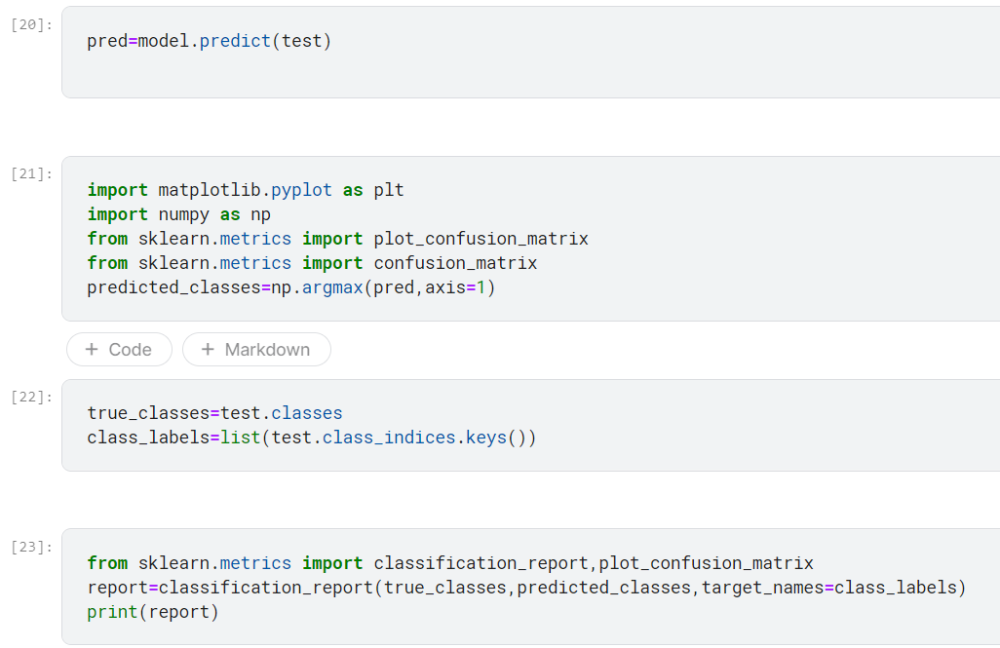 [20]:
pred=model.predict(test)
[21]:
import matplotlib.pyplot as plt
import numpy as np
from sklearn.metrics import plot_confusion_matrix
from sklearn.metrics import confusion_matrix
predicted_classes=np.argmax(pred,axis=1)
+ Code + Markdown
[22]:
true_classes=test.classes
class_labels=list(test.class_indices.keys())
[23]:
from sklearn.metrics import classification_report,plot_confusion_matrix
report=classification_report(true_classes,predicted_classes,target_names=class_labels)
print(report)